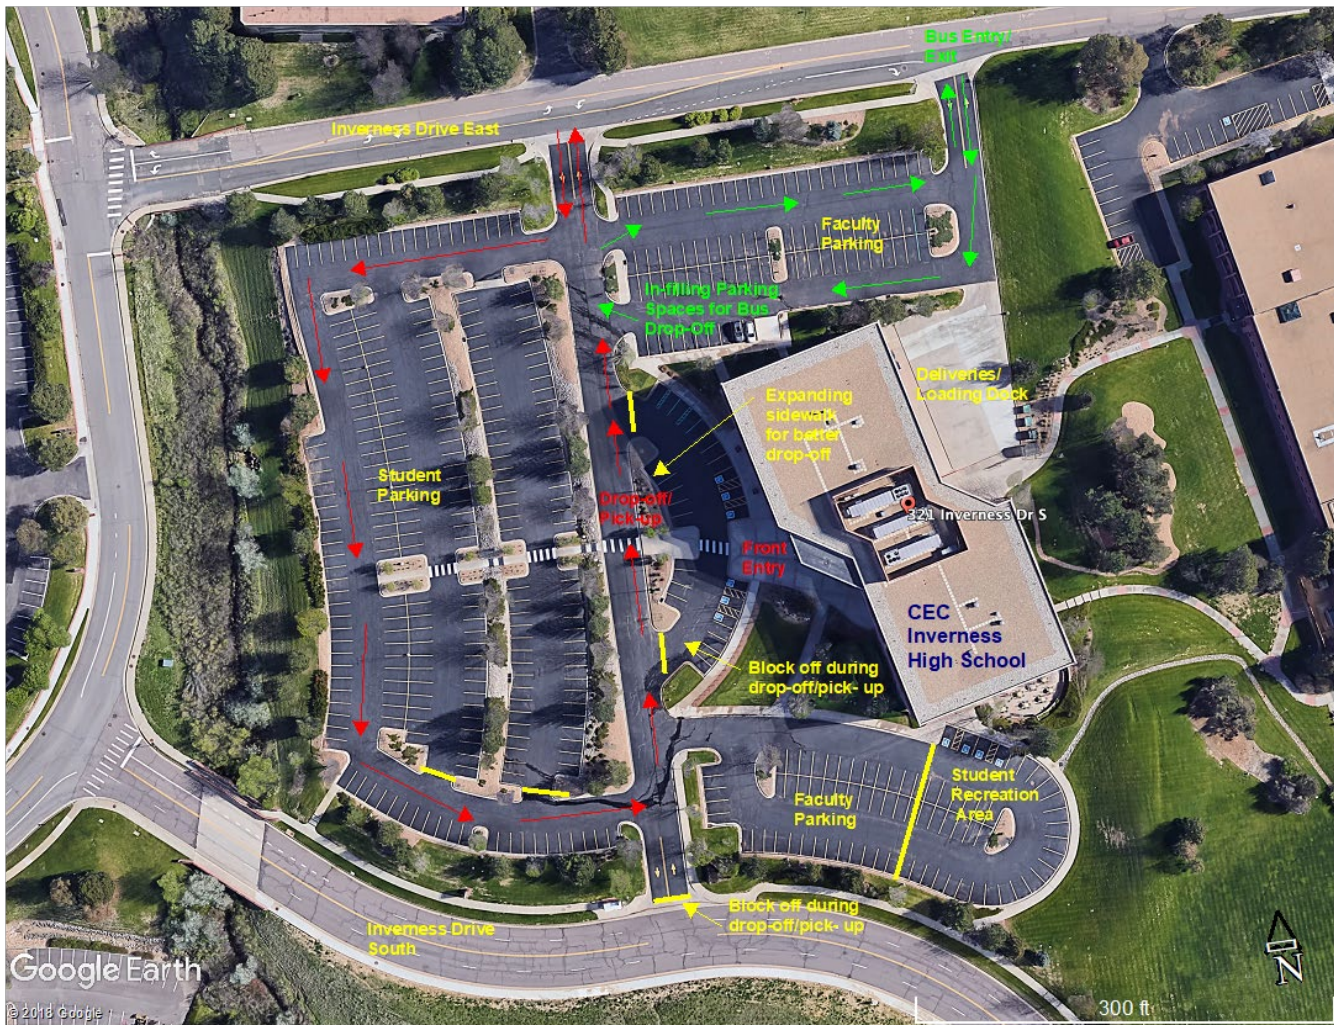 Bus Entry/
Exit
Inverness Drive East
Faculty
Parking
In-filling Parking
Spaces for Bus
Drop-Off
Deliveries/
Loading Dock
Expanding
sidewalk
for better
drop-off
Student
Parking
Drop-off/
Pick-up
321 Inverness Dr S
Front
Entry
CEC
Inverness
High School
Block off during
drop-off/pick- up
Student
Recreation
Area
Faculty
Parking
Block off during
drop-off/pick- up
Inverness Drive
South
Google Earth
© 2018 Google
300 ft
N